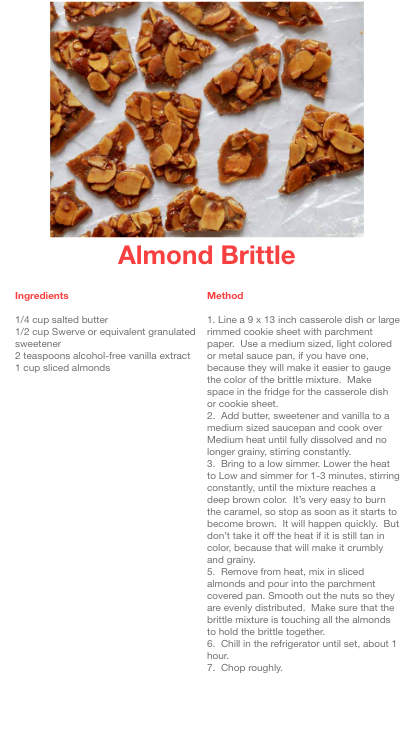 Almond Brittle
Ingredients
1/4 cup salted butter
1/2 cup Swerve or equivalent granulated
sweetener
2 teaspoons alcohol-free vanilla extract
1 cup sliced almonds
Method
1. Line a 9 x 13 inch casserole dish or large
rimmed cookie sheet with parchment
paper.  Use a medium sized, light colored
or metal sauce pan, if you have one,
because they will make it easier to gauge
the color of the brittle mixture.  Make
space in the fridge for the casserole dish
or cookie sheet.
2.  Add butter, sweetener and vanilla to a
medium sized saucepan and cook over
Medium heat until fully dissolved and no
longer grainy, stirring constantly.
3.  Bring to a low simmer. Lower the heat
to Low and simmer for 1-3 minutes, stirring
constantly, until the mixture reaches a
deep brown color.  It’s very easy to burn
the caramel, so stop as soon as it starts to
become brown.  It will happen quickly.  But
don’t take it off the heat if it is still tan in
color, because that will make it crumbly
and grainy.
5.  Remove from heat, mix in sliced
almonds and pour into the parchment
covered pan. Smooth out the nuts so they
are evenly distributed.  Make sure that the
brittle mixture is touching all the almonds
to hold the brittle together.
6.  Chill in the refrigerator until set, about 1
hour.
7.  Chop roughly.